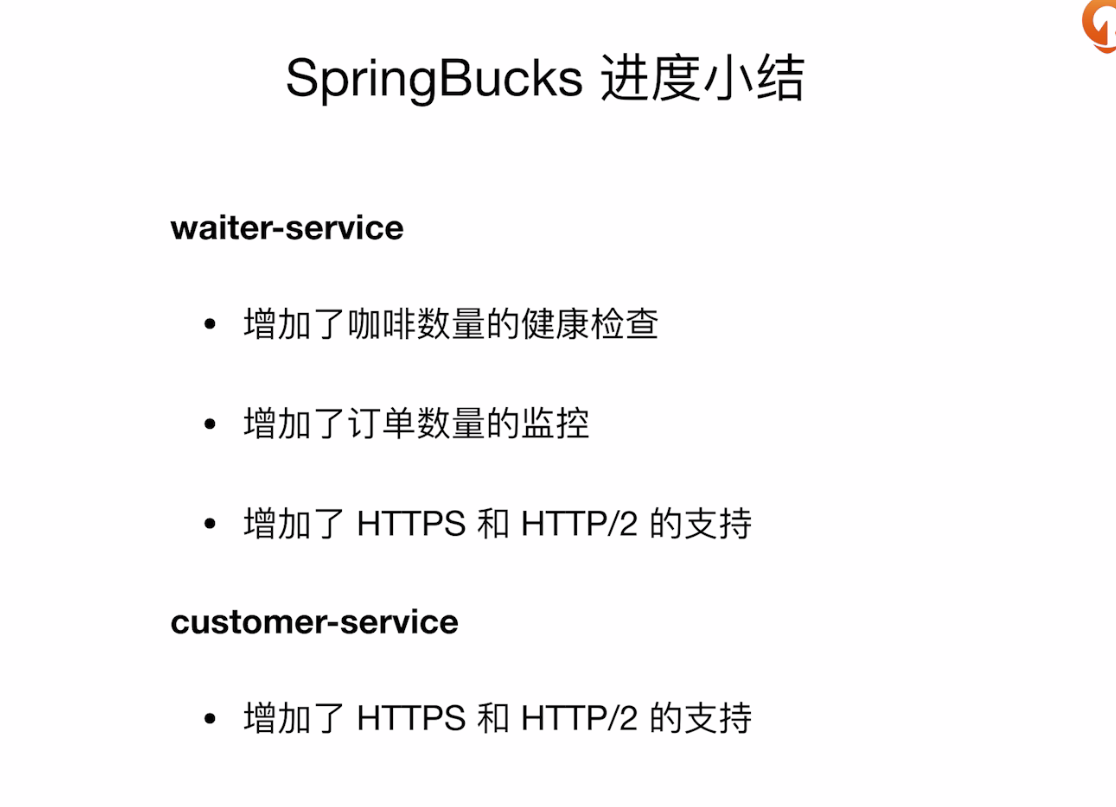 SpringBucks 进度小结
waiter-service
• 增加了咖啡数量的健康检查
• 增加了订单数量的监控
• 增加了 HTTPS 和 HTTP/2 的支持
customer-service
• 增加了 HTTPS 和 HTTP/2 的支持